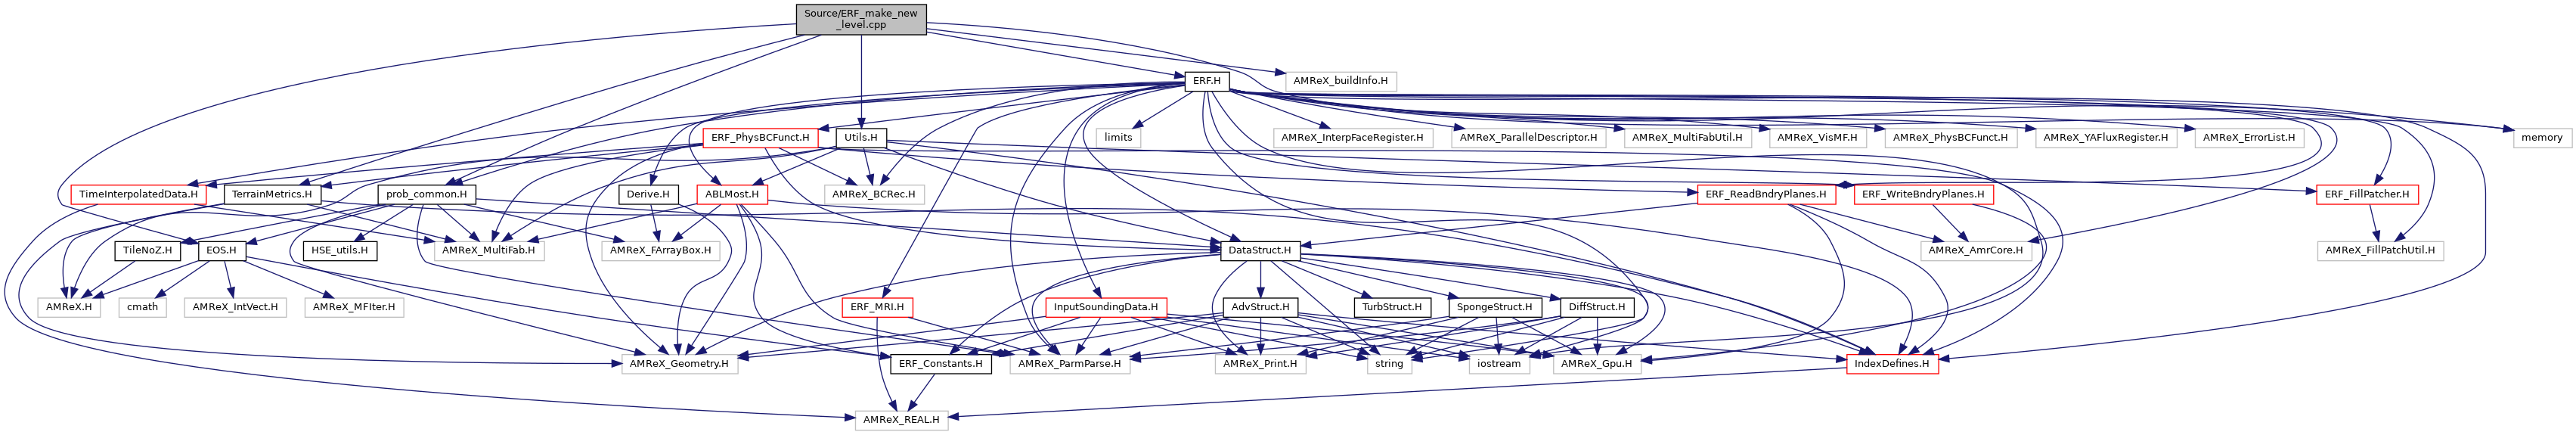 Source/ERF_make_new
_level.cpp
ERF.H
AMReX_buildInfo.H
ERF_PhysBCFunct.H
Utils.H
limits
AMReX_InterpFaceRegister.H
AMReX_ParallelDescriptor.H
AMReX_MultiFabUtil.H
AMReX_VisMF.H
AMReX_PhysBCFunct.H
AMReX_YAFluxRegister.H
AMReX_ErrorList.H
memory
TimeInterpolatedData.H
TerrainMetrics.H
prob_common.H
Derive.H
ABLMost.H
AMReX_BCRec.H
ERF_ReadBndryPlanes.H
ERF_WriteBndryPlanes.H
ERF_FillPatcher.H
TileNoZ.H
EOS.H
HSE_utils.H
AMReX_MultiFab.H
AMReX_FArrayBox.H
DataStruct.H
AMReX_AmrCore.H
AMReX_FillPatchUtil.H
AMReX.H
cmath
AMReX_IntVect.H
AMReX_MFIter.H
ERF_MRI.H
InputSoundingData.H
AdvStruct.H
TurbStruct.H
SpongeStruct.H
DiffStruct.H
AMReX_Geometry.H
ERF_Constants.H
AMReX_ParmParse.H
AMReX_Print.H
string
iostream
AMReX_Gpu.H
IndexDefines.H
AMReX_REAL.H